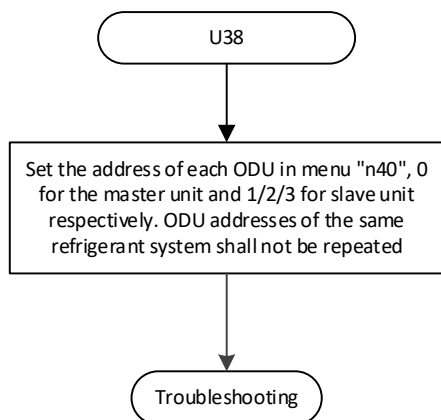 U38
Set the address of each ODU in menu "n40", 0
for the master unit and 1/2/3 for slave unit
respectively. ODU addresses of the same
refrigerant system shall not be repeated
Troubleshooting